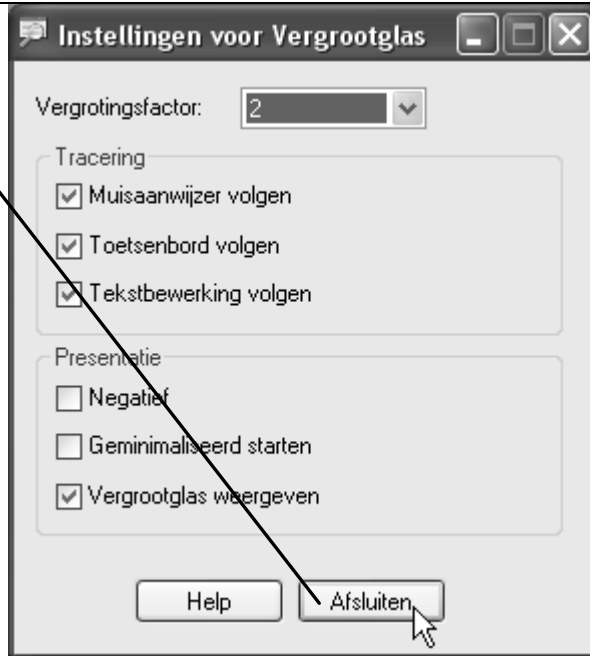 Instellingen voor Vergrootglas
Vergrotingsfactor: 2
Tracering
Muisaanwijzer volgen
Toetsenbord volgen
Tekstbewerking volgen
Presentatie
Negatief
Geminimaliseerd starten
Vergrootglas weergeven
Help Afsluiten